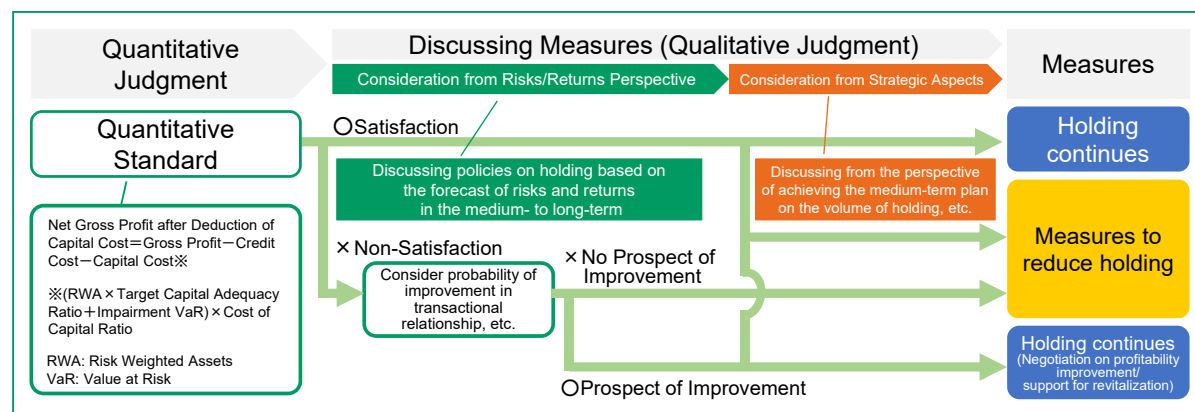 Quantitative
Judgment
Discussing Measures (Qualitative Judgment)
Consideration from Risks/Returns Perspective
Consideration from Strategic Aspects
Measures
Quantitative
Standard
○Satisfaction
Holding
continues
Discussing policies on holding based on
the forecast of risks and returns
in the medium- to long-term
Discussing from the perspective
of achieving the medium-term plan
on the volume of holding, etc.
Net Gross Profit after Deduction of
Capital Cost=Gross Profit－Credit
Cost－Capital Cost※
※(RWA×Target Capital Adequacy
Ratio＋Impairment VaR)×Cost of
Capital Ratio
RWA: Risk Weighted Assets
VaR: Value at Risk
×Non-Satisfaction
Consider probability of
improvement in
transactional
relationship, etc.
×No Prospect of
Improvement
Measures to
reduce holding
○Prospect of Improvement
Holding continues
(Negotiation on profitability
improvement/
support for revitalization)